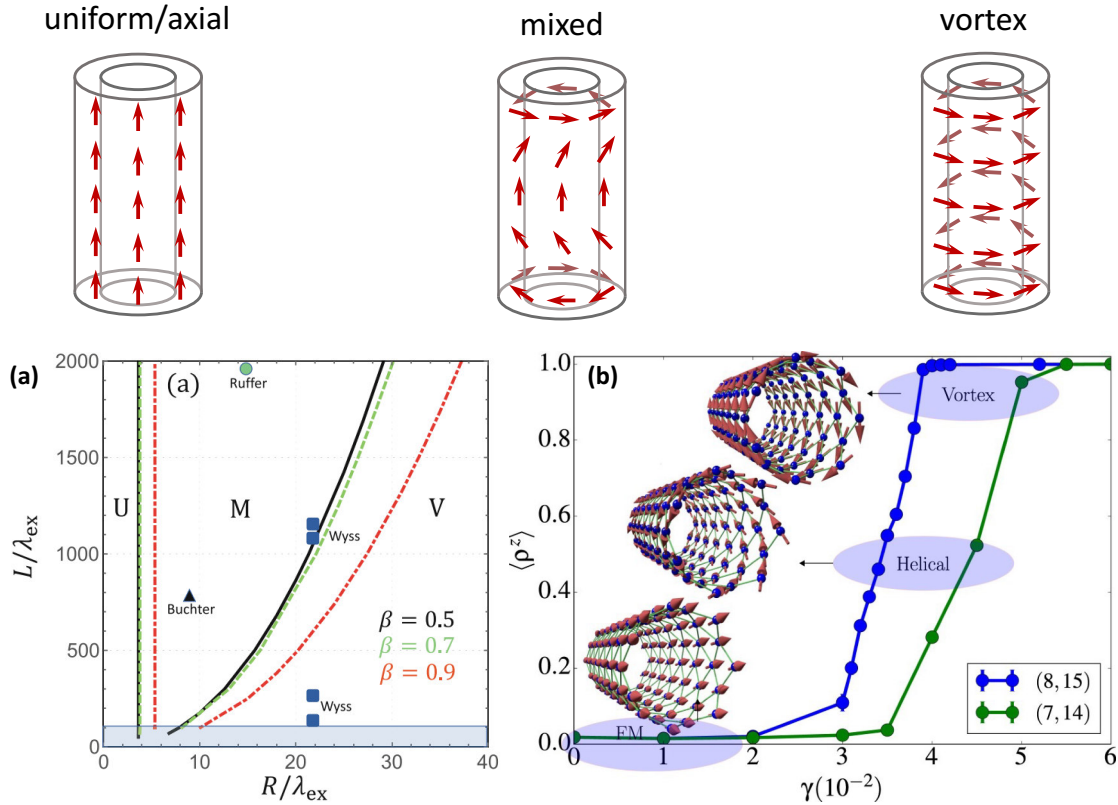 uniform/axial
mixed
vortex
(a)
(a)
2000
1500
1000
500
0
L/λex
U
M
V
Ruffer
Wyss
Buchter
Wyss
β = 0.5
β = 0.7
β = 0.9
0 10 20 30 40
R/λex
(b)
1.0
0.8
0.6
0.4
0.2
0.0
⟨ρᶻ⟩
Vortex
Helical
FM
(8, 15)
(7, 14)
0 1 2 3 4 5 6
γ(10⁻²)